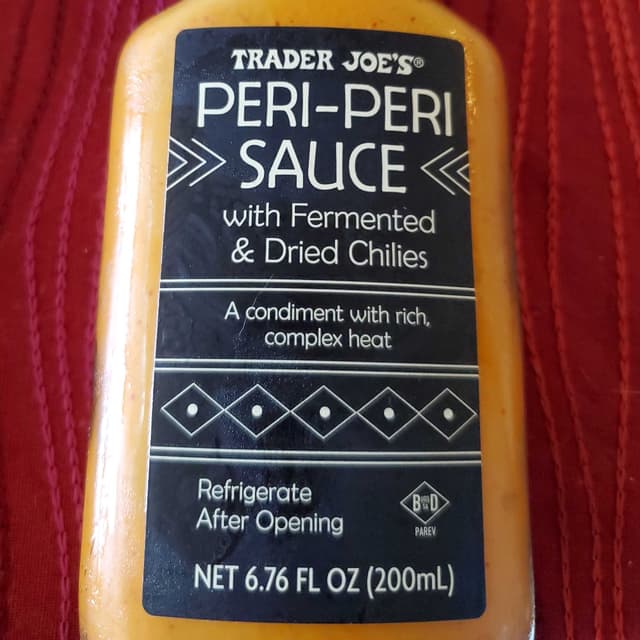 TRADER JOE'S®
PERI-PERI
SAUCE
with Fermented
& Dried Chilies
A condiment with rich,
complex heat
Refrigerate
After Opening
B D
PAREV
NET 6.76 FL OZ (200mL)